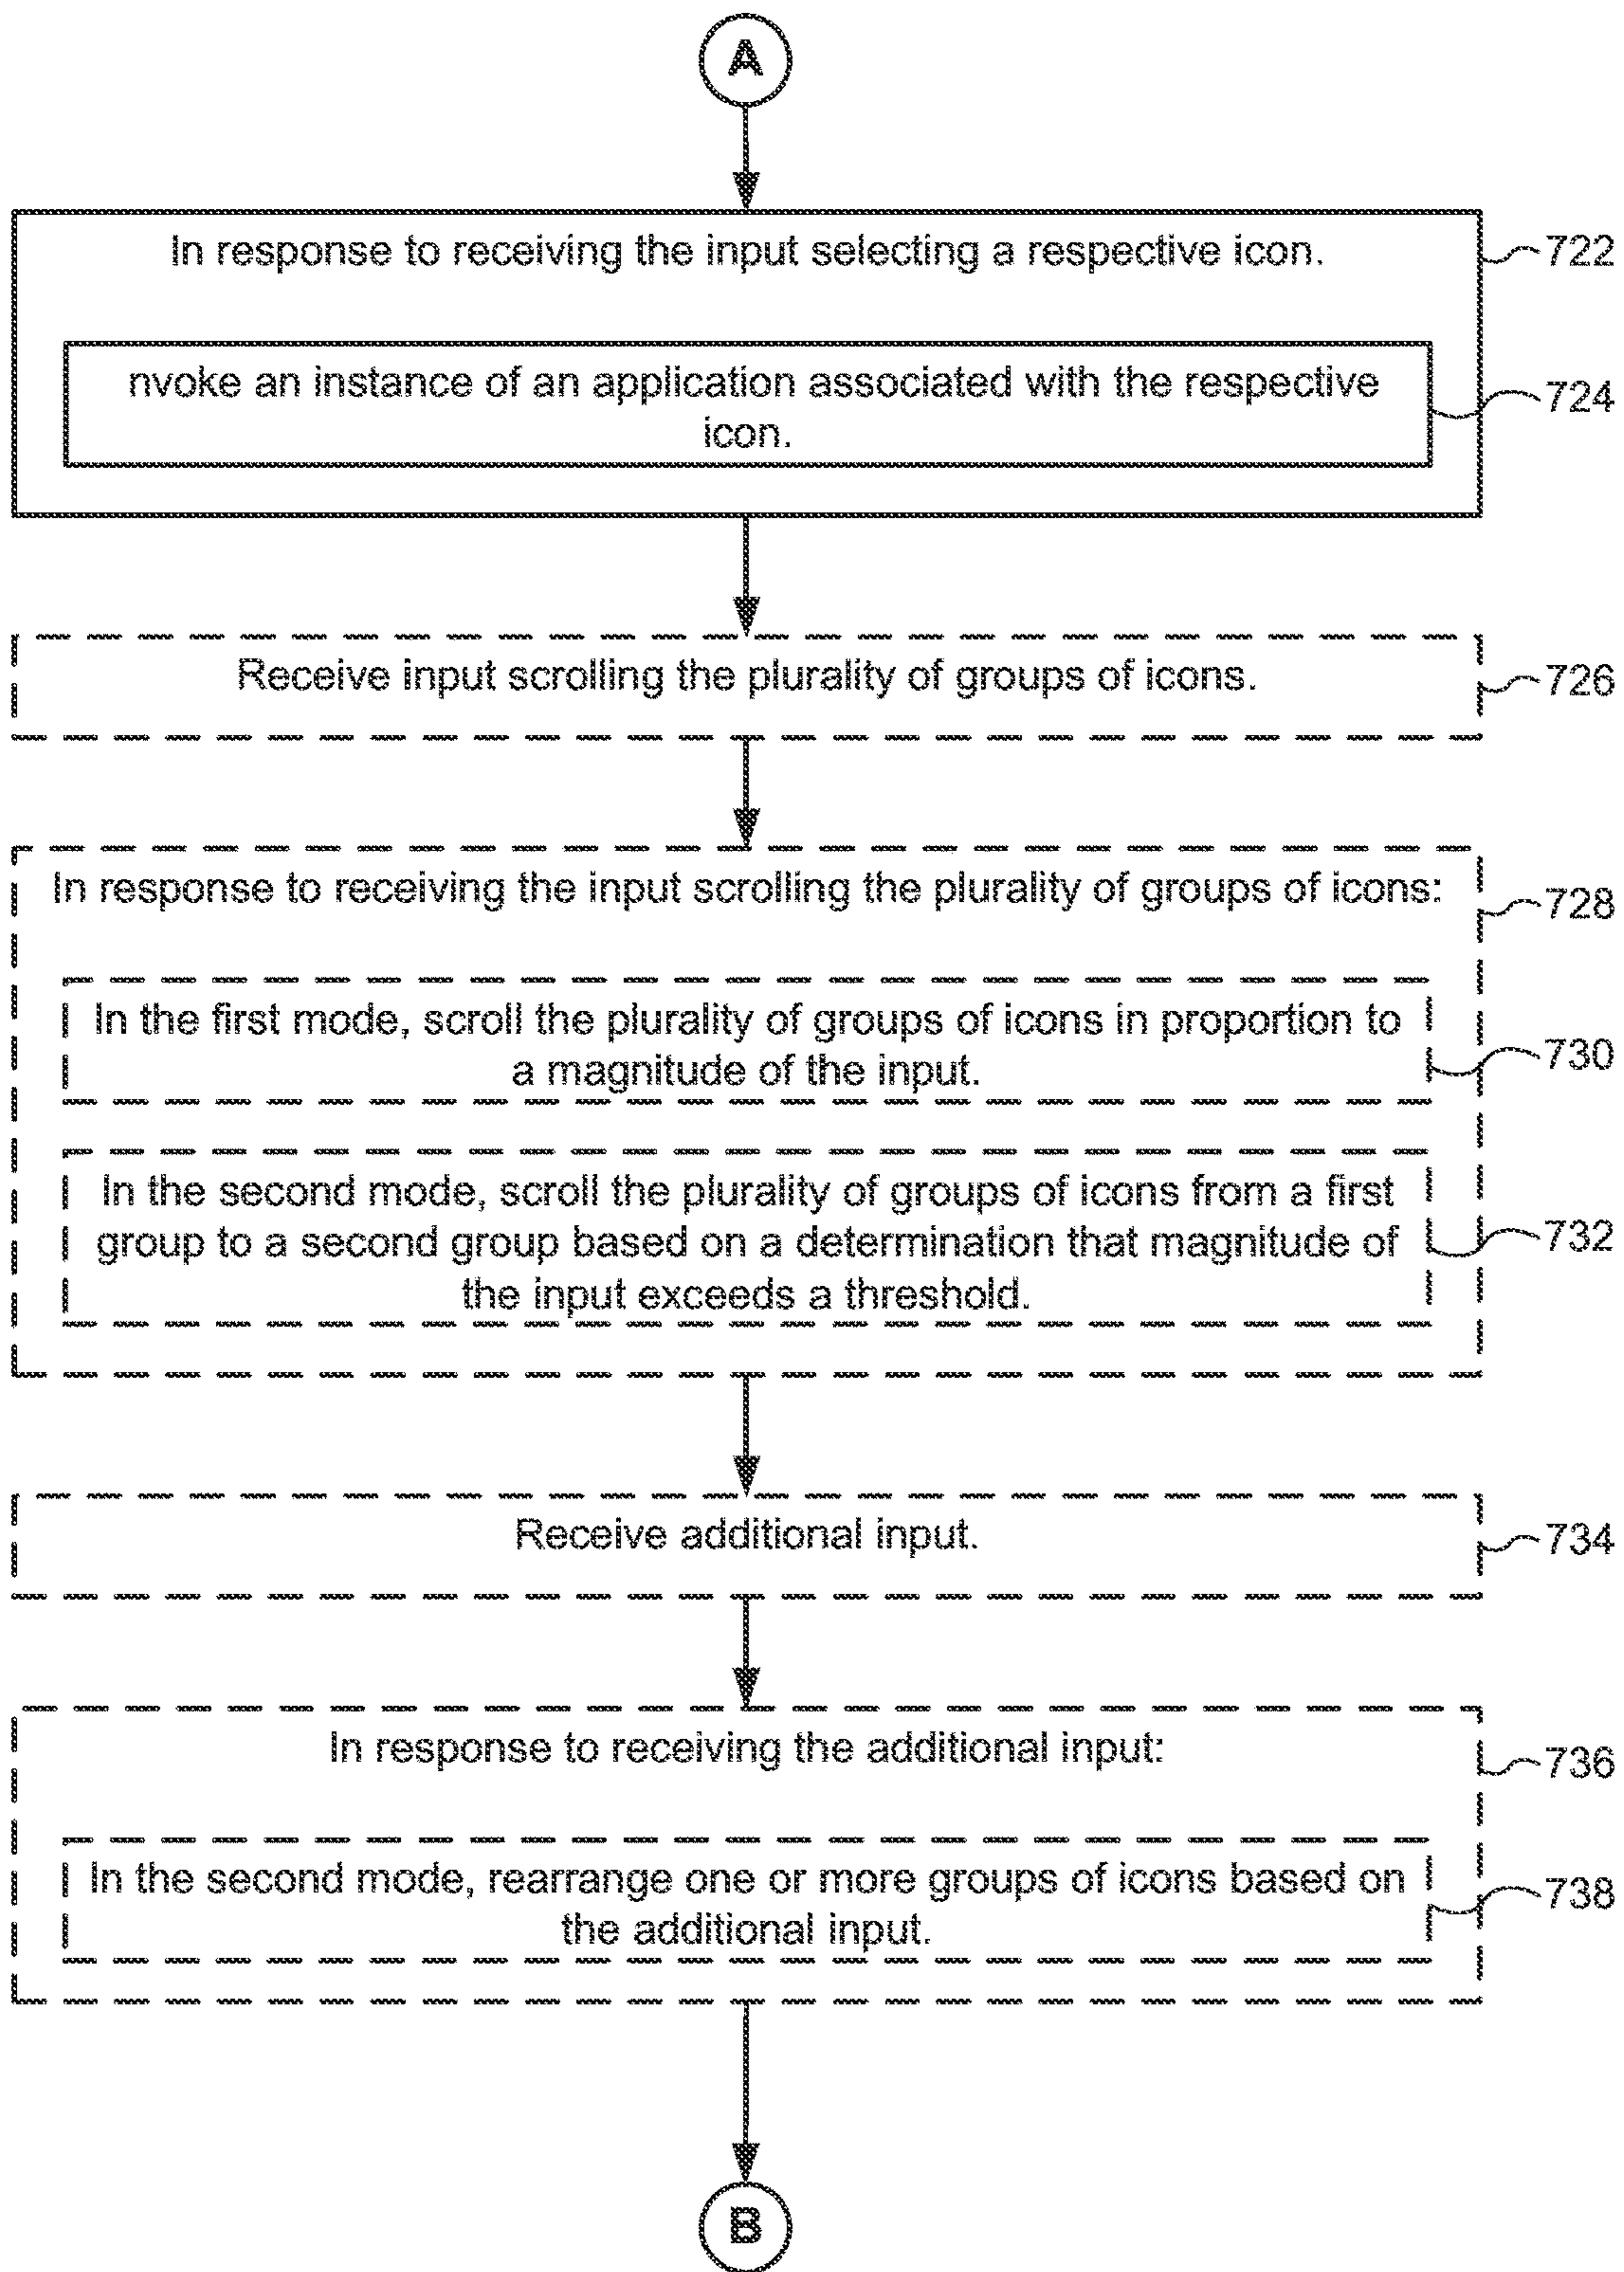 A
In response to receiving the input selecting a respective icon.
722
nvoke an instance of an application associated with the respective
icon.
724
Receive input scrolling the plurality of groups of icons.
726
In response to receiving the input scrolling the plurality of groups of icons:
728
In the first mode, scroll the plurality of groups of icons in proportion to
a magnitude of the input.
730
In the second mode, scroll the plurality of groups of icons from a first
group to a second group based on a determination that magnitude of
the input exceeds a threshold.
732
Receive additional input.
734
In response to receiving the additional input:
736
In the second mode, rearrange one or more groups of icons based on
the additional input.
738
B